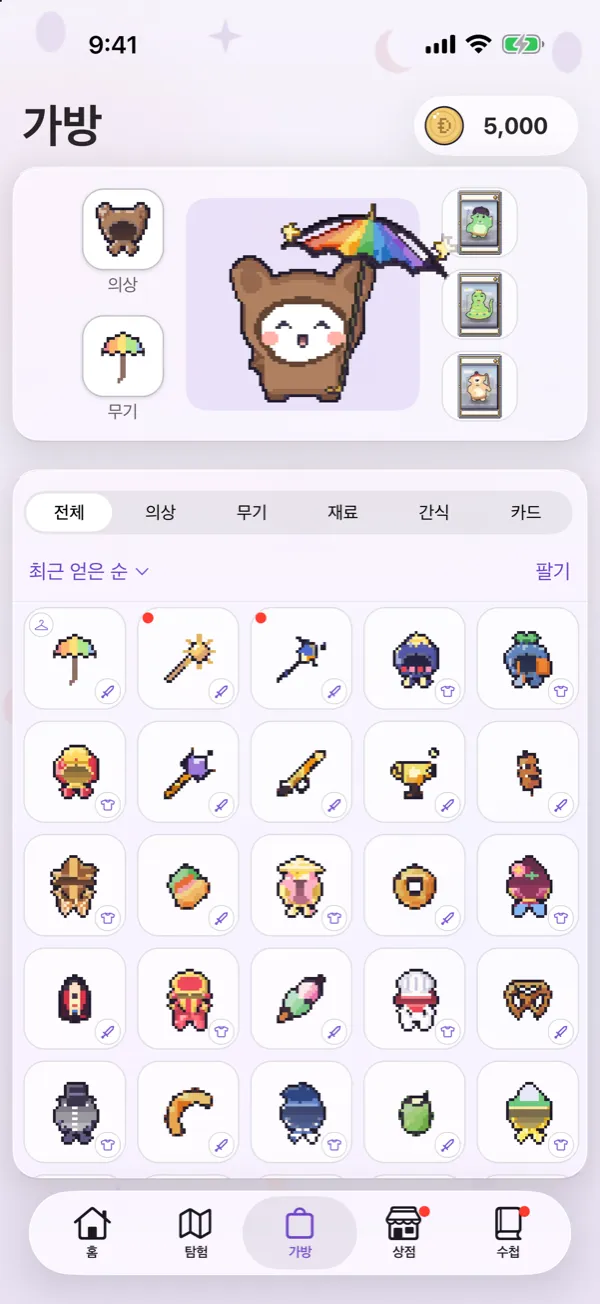 9:41
가방
5,000
의상
무기
전체 의상 무기 재료 간식 카드
최근 얻은 순
팔기
홈 탐험 가방 상점 수첩